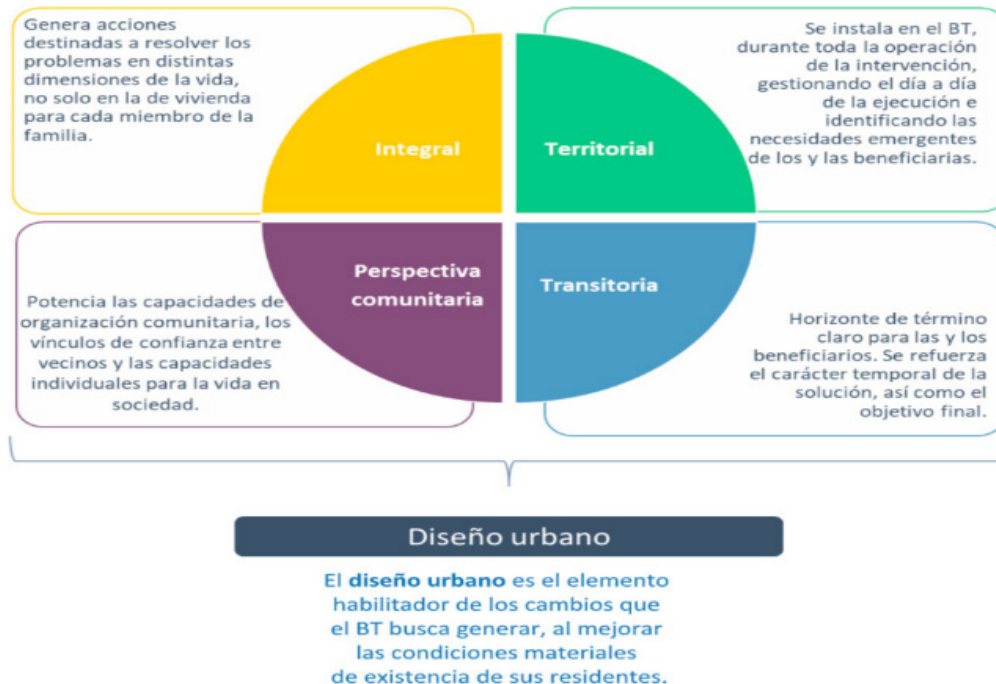 Genera acciones
destinadas a resolver los
problemas en distintas
dimensiones de la vida,
no solo en la de vivienda
para cada miembro de la
familia.
Integral
Territorial
Se instala en el BT,
durante toda la operación
de la intervención,
gestionando el día a día
de la ejecución e
identificando las
necesidades emergentes
de los y las beneficiarias.
Potencia las capacidades de
organización comunitaria, los
vínculos de confianza entre
vecinos y las capacidades
individuales para la vida en
sociedad.
Perspectiva
comunitaria
Transitoria
Horizonte de término
claro para las y los
beneficiarios. Se refuerza
el carácter temporal de la
solución, así como el
objetivo final.
Diseño urbano
El diseño urbano es el elemento
habilitador de los cambios que
el BT busca generar, al mejorar
las condiciones materiales
de existencia de sus residentes.